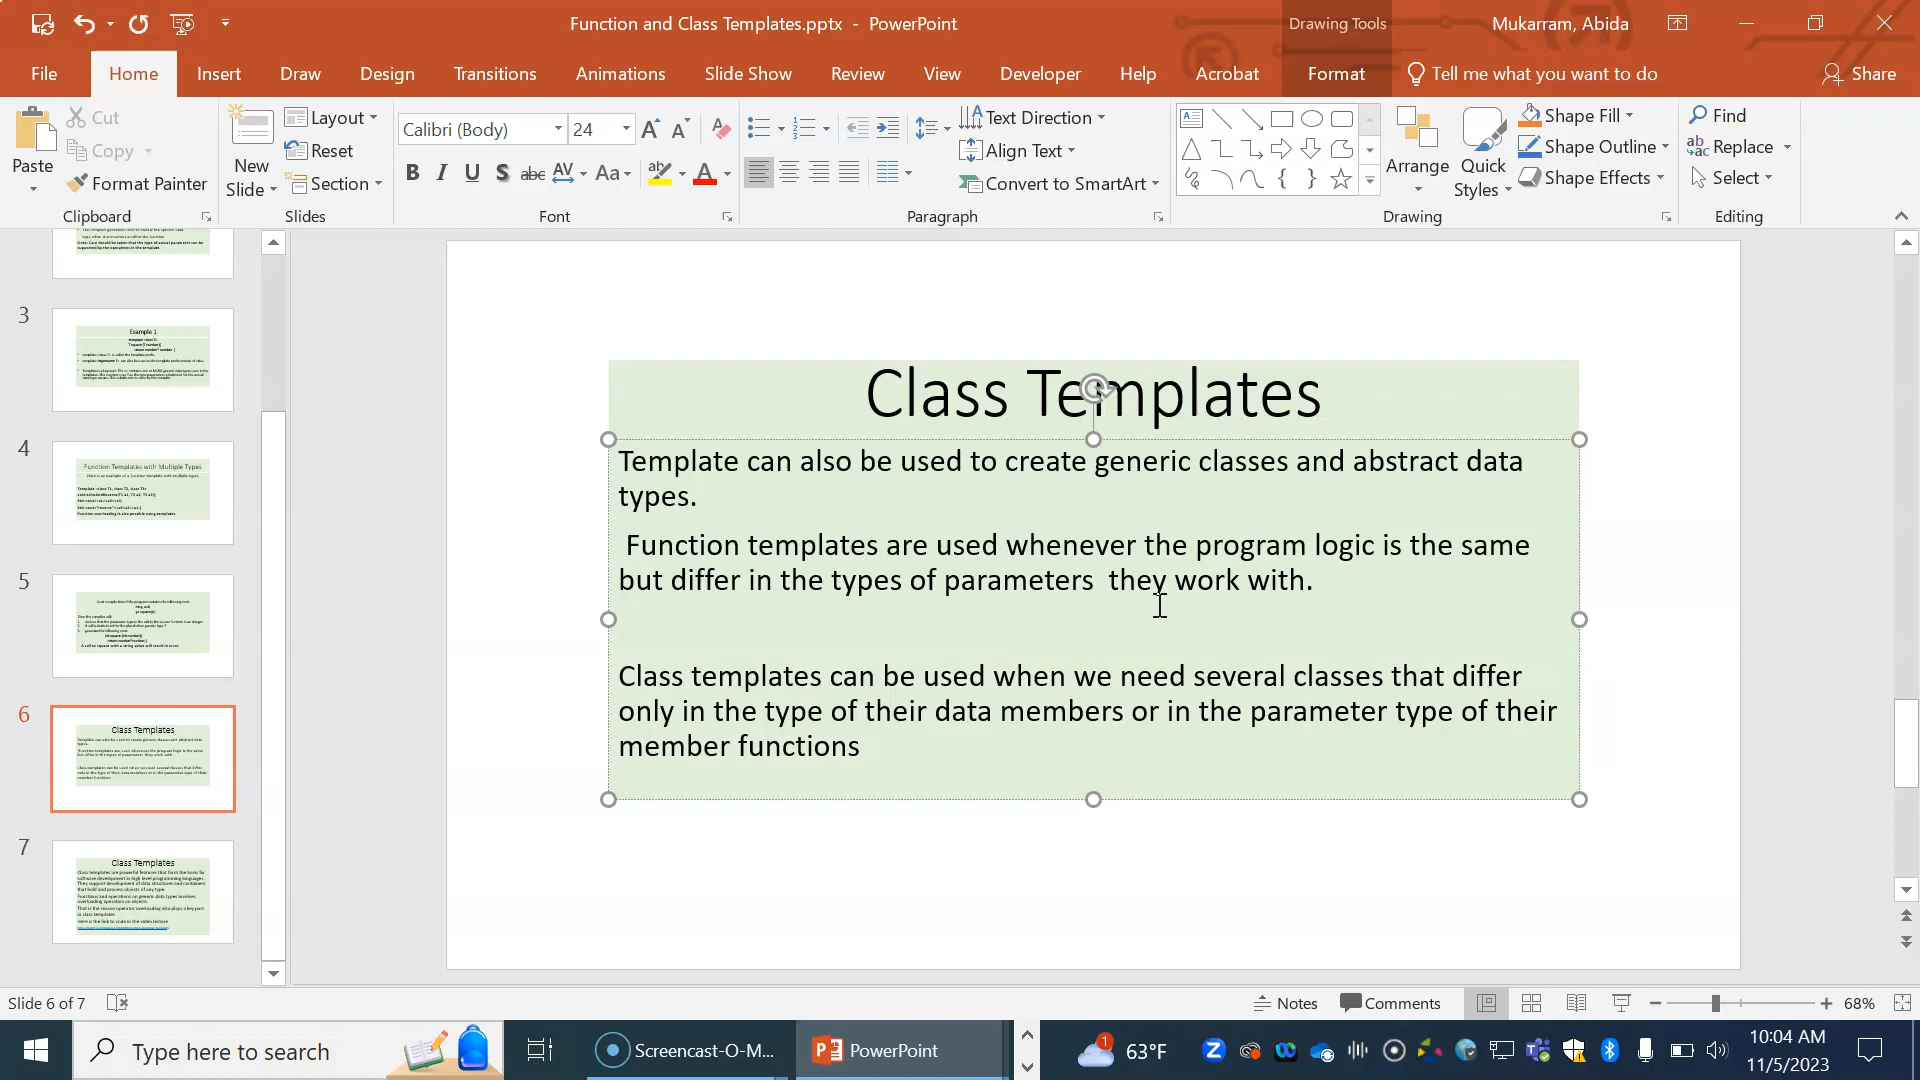 Function and Class Templates.pptx - PowerPoint
Drawing Tools
Mukarram, Abida
File Home Insert Draw Design Transitions Animations Slide Show Review View Developer Help Acrobat Format Tell me what you want to do Share
Paste
Cut
Copy
Format Painter
Clipboard
New
Slide
Layout
Reset
Section
Slides
Calibri (Body) 24
B I U S abc AV Aa A
Font
Text Direction
Align Text
Convert to SmartArt
Paragraph
Arrange
Quick
Styles
Shape Fill
Shape Outline
Shape Effects
Drawing
Find
Replace
Select
Editing
3
Example 1
4
Function Templates with Multiple Types
5
6
Class Templates
7
Class Templates
Class Templates
Template can also be used to create generic classes and abstract data
types.
Function templates are used whenever the program logic is the same
but differ in the types of parameters they work with.
Class templates can be used when we need several classes that differ
only in the type of their data members or in the parameter type of their
member functions
Slide 6 of 7
Notes
Comments
68%
Type here to search
Screencast-O-M...
PowerPoint
1
63°F
10:04 AM
11/5/2023